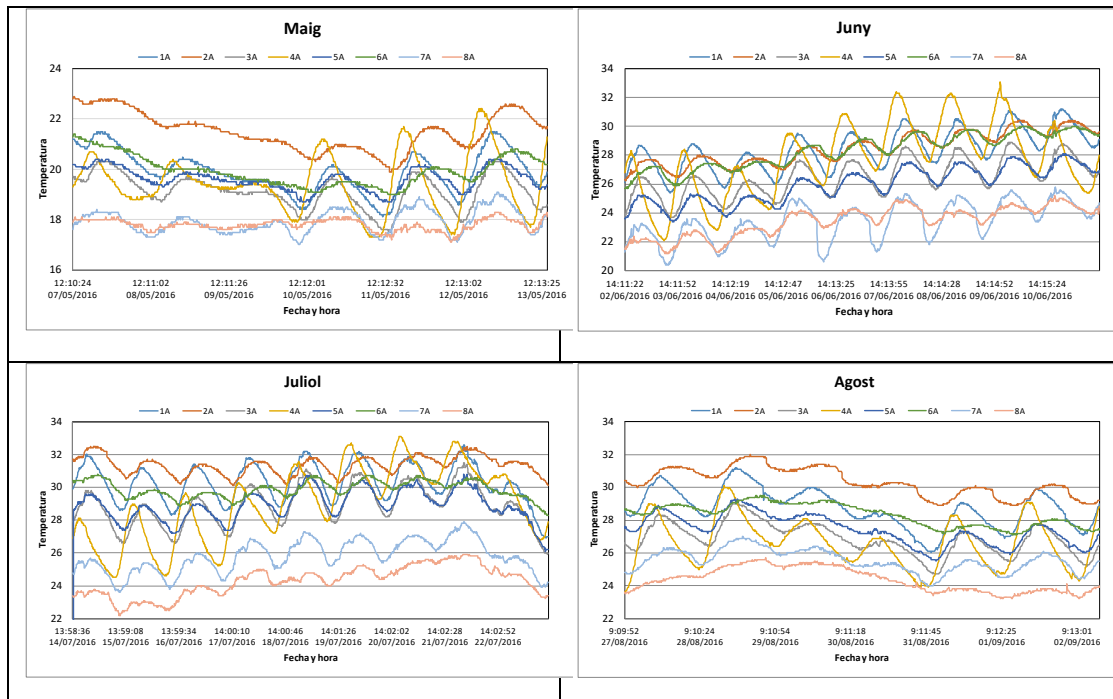 Maig
1A 2A 3A 4A 5A 6A 7A 8A
24
22
20
18
16
Temperatura
12:10:24 12:11:02 12:11:26 12:12:01 12:12:32 12:13:02 12:13:25
07/05/2016 08/05/2016 09/05/2016 10/05/2016 11/05/2016 12/05/2016 13/05/2016
Fecha y hora
Juny
1A 2A 3A 4A 5A 6A 7A 8A
34
32
30
28
26
24
22
20
Temperatura
14:11:22 14:11:52 14:12:19 14:12:47 14:13:25 14:13:55 14:14:28 14:14:52 14:15:24
02/06/2016 03/06/2016 04/06/2016 05/06/2016 06/06/2016 07/06/2016 08/06/2016 09/06/2016 10/06/2016
Fecha y hora
Juliol
1A 2A 3A 4A 5A 6A 7A 8A
34
32
30
28
26
24
22
Temperatura
13:58:36 13:59:08 13:59:34 14:00:10 14:00:46 14:01:26 14:02:02 14:02:28 14:02:52
14/07/2016 15/07/2016 16/07/2016 17/07/2016 18/07/2016 19/07/2016 20/07/2016 21/07/2016 22/07/2016
Fecha y hora
Agost
1A 2A 3A 4A 5A 6A 7A 8A
34
32
30
28
26
24
22
Temperatura
9:09:52 9:10:24 9:10:54 9:11:18 9:11:45 9:12:25 9:13:01
27/08/2016 28/08/2016 29/08/2016 30/08/2016 31/08/2016 01/09/2016 02/09/2016
Fecha y hora